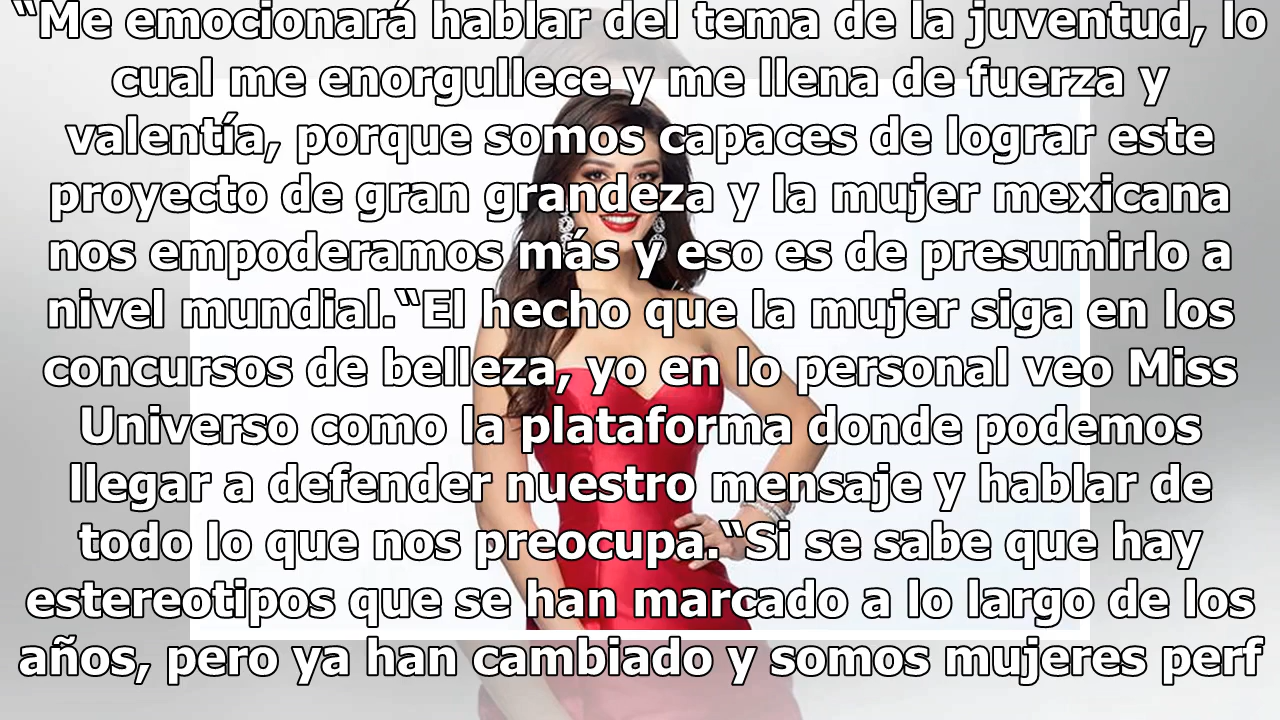 “Me emocionará hablar del tema de la juventud, lo
cual me enorgullece y me llena de fuerza y
valentía, porque somos capaces de lograr este
proyecto de gran grandeza y la mujer mexicana
nos empoderamos más y eso es de presumirlo a
nivel mundial.“El hecho que la mujer siga en los
concursos de belleza, yo en lo personal veo Miss
Universo como la plataforma donde podemos
llegar a defender nuestro mensaje y hablar de
todo lo que nos preocupa.“Si se sabe que hay
estereotipos que se han marcado a lo largo de los
años, pero ya han cambiado y somos mujeres perf